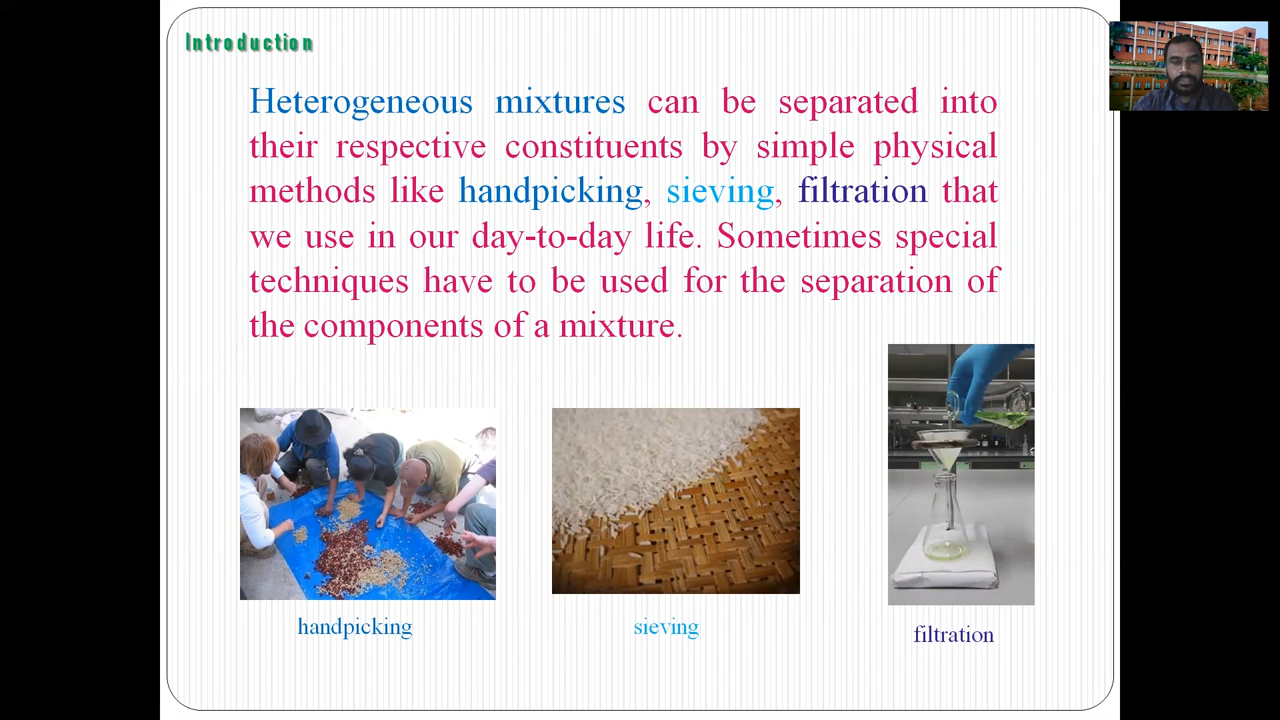 Introduction
Heterogeneous mixtures can be separated into
their respective constituents by simple physical
methods like handpicking, sieving, filtration that
we use in our day-to-day life. Sometimes special
techniques have to be used for the separation of
the components of a mixture.
handpicking
sieving
filtration